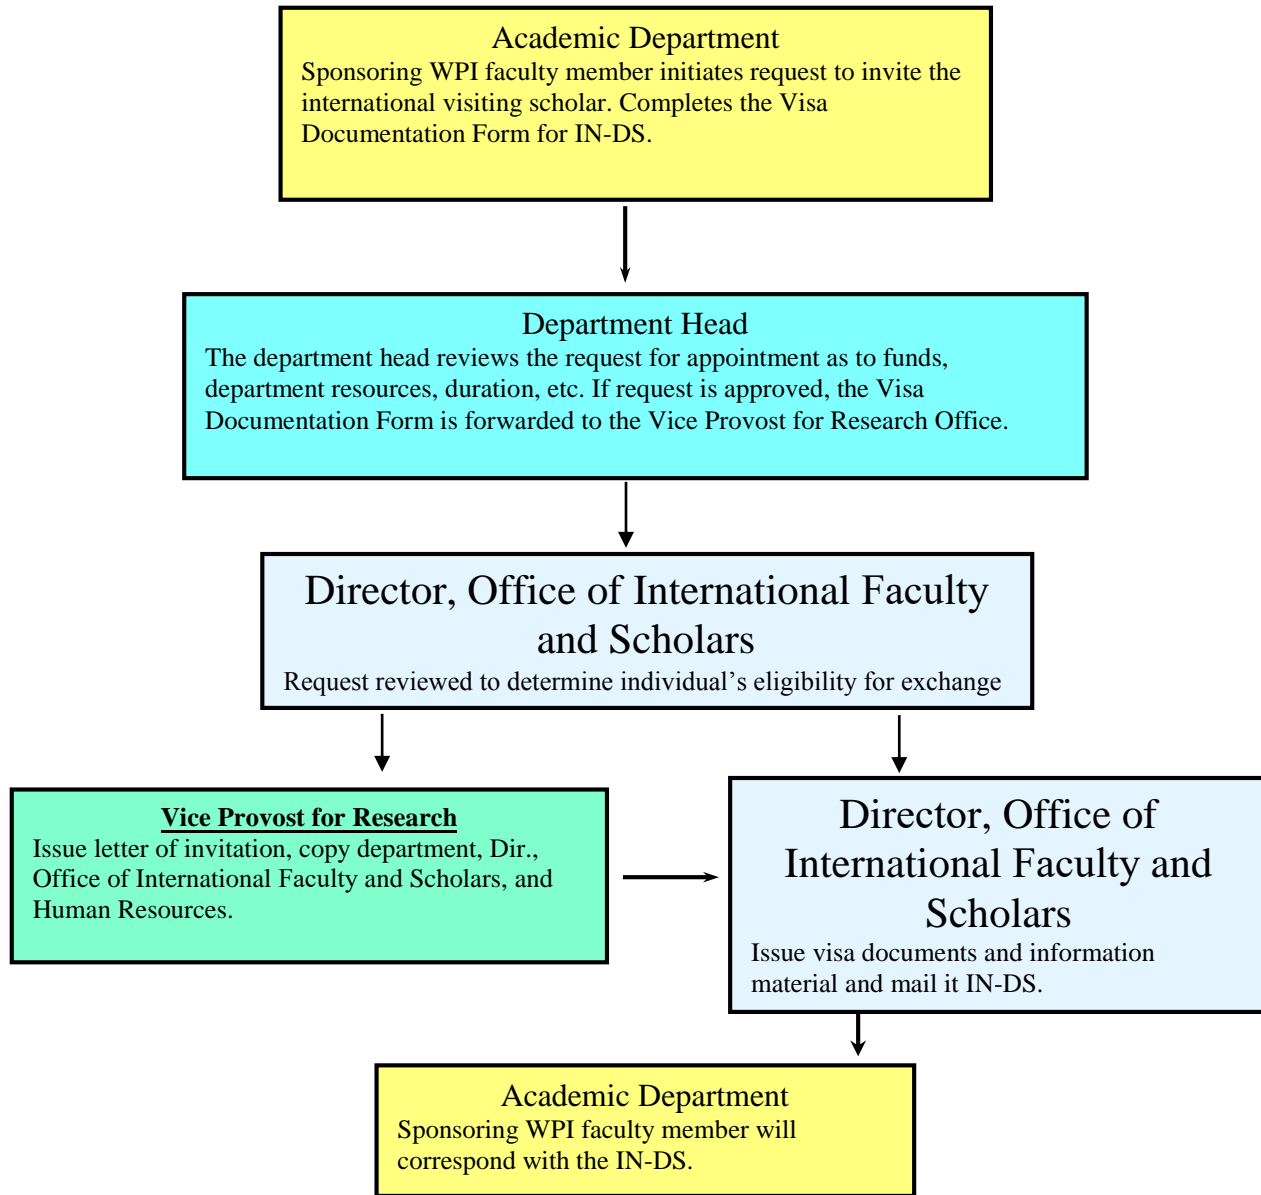 Academic Department
Sponsoring WPI faculty member initiates request to invite the
international visiting scholar. Completes the Visa
Documentation Form for IN-DS.
Department Head
The department head reviews the request for appointment as to funds,
department resources, duration, etc. If request is approved, the Visa
Documentation Form is forwarded to the Vice Provost for Research Office.
Director, Office of International Faculty
and Scholars
Request reviewed to determine individual’s eligibility for exchange
Vice Provost for Research
Issue letter of invitation, copy department, Dir.,
Office of International Faculty and Scholars, and
Human Resources.
Director, Office of
International Faculty and
Scholars
Issue visa documents and information
material and mail it IN-DS.
Academic Department
Sponsoring WPI faculty member will
correspond with the IN-DS.